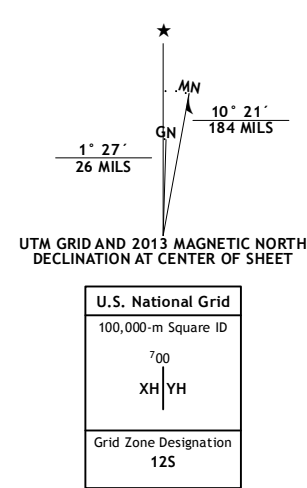 ★
MN
GN
10° 21´
184 MILS
1° 27´
26 MILS
UTM GRID AND 2013 MAGNETIC NORTH
DECLINATION AT CENTER OF SHEET
U.S. National Grid
100,000-m Square ID
⁷00
XH YH
Grid Zone Designation
12S